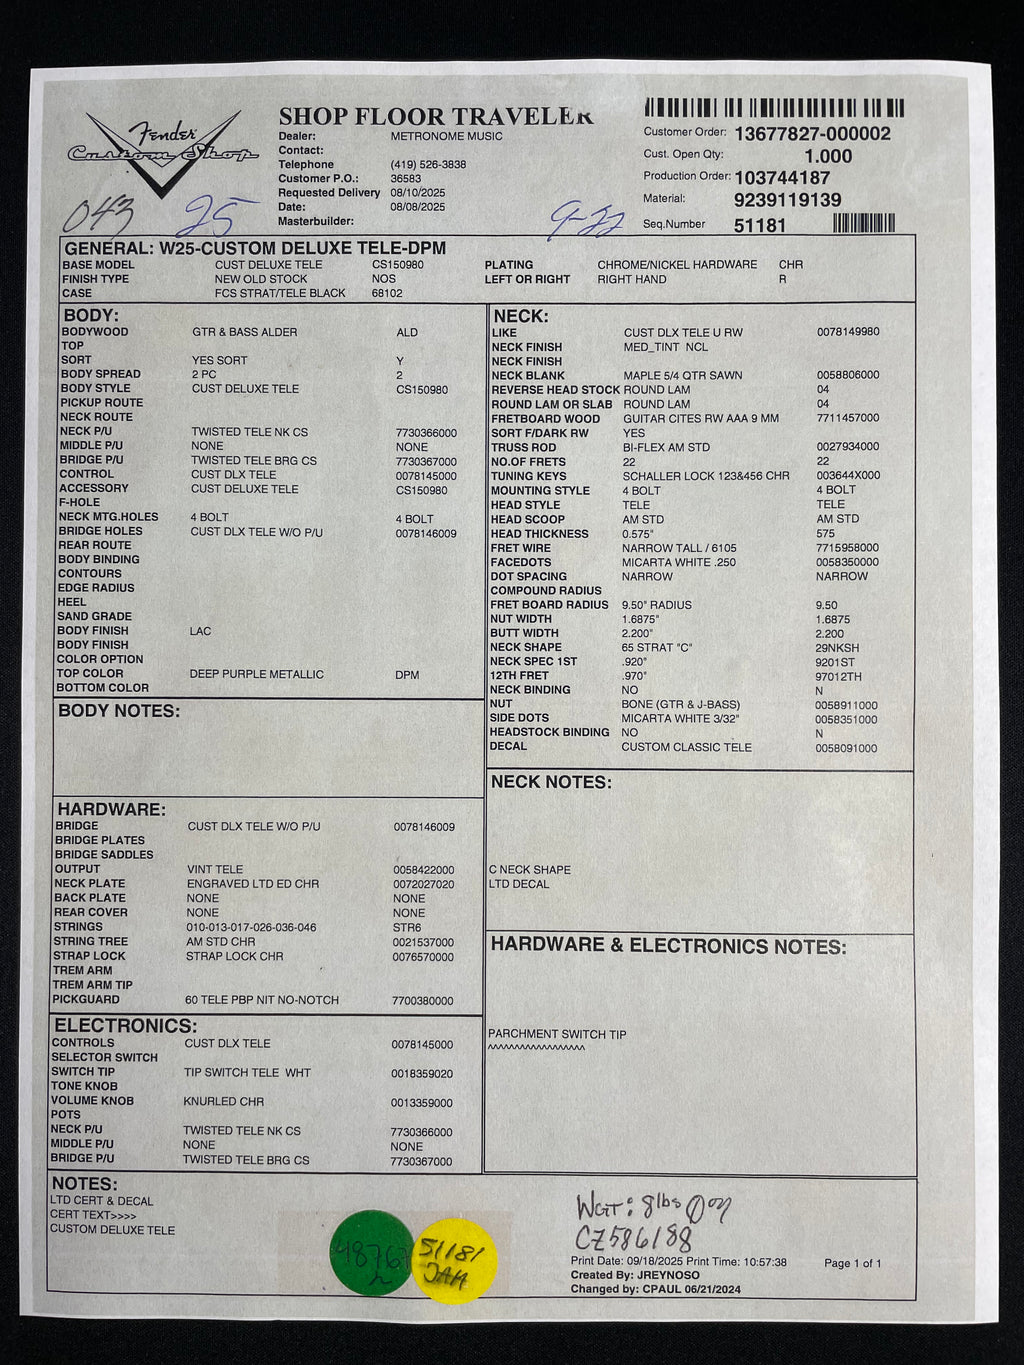 Fender
Custom Shop
SHOP FLOOR TRAVELER
Dealer: METRONOME MUSIC
Contact:
Telephone (419) 526-3838
Customer P.O.: 36583
Requested Delivery 08/10/2025
Date: 08/08/2025
Masterbuilder:
Customer Order: 13677827-000002
Cust. Open Qty: 1.000
Production Order: 103744187
Material: 9239119139
Seq.Number 51181
043 25 9-22
GENERAL: W25-CUSTOM DELUXE TELE-DPM
BASE MODEL CUST DELUXE TELE CS150980 PLATING CHROME/NICKEL HARDWARE CHR
FINISH TYPE NEW OLD STOCK NOS LEFT OR RIGHT RIGHT HAND R
CASE FCS STRAT/TELE BLACK 68102
BODY:
BODYWOOD GTR & BASS ALDER ALD
TOP
SORT YES SORT Y
BODY SPREAD 2 PC 2
BODY STYLE CUST DELUXE TELE CS150980
PICKUP ROUTE
NECK ROUTE
NECK P/U TWISTED TELE NK CS 7730366000
MIDDLE P/U NONE NONE
BRIDGE P/U TWISTED TELE BRG CS 7730367000
CONTROL CUST DLX TELE 0078145000
ACCESSORY CUST DELUXE TELE CS150980
F-HOLE
NECK MTG.HOLES 4 BOLT 4 BOLT
BRIDGE HOLES CUST DLX TELE W/O P/U 0078146009
REAR ROUTE
BODY BINDING
CONTOURS
EDGE RADIUS
HEEL
SAND GRADE
BODY FINISH LAC
BODY FINISH
COLOR OPTION
TOP COLOR DEEP PURPLE METALLIC DPM
BOTTOM COLOR
BODY NOTES:
HARDWARE:
BRIDGE CUST DLX TELE W/O P/U 0078146009
BRIDGE PLATES
BRIDGE SADDLES
OUTPUT VINT TELE 0058422000
NECK PLATE ENGRAVED LTD ED CHR 0072027020
BACK PLATE NONE NONE
REAR COVER NONE NONE
STRINGS 010-013-017-026-036-046 STR6
STRING TREE AM STD CHR 0021537000
STRAP LOCK STRAP LOCK CHR 0076570000
TREM ARM
TREM ARM TIP
PICKGUARD 60 TELE PBP NIT NO-NOTCH 7700380000
ELECTRONICS:
CONTROLS CUST DLX TELE 0078145000
SELECTOR SWITCH
SWITCH TIP TIP SWITCH TELE WHT 0018359020
TONE KNOB
VOLUME KNOB KNURLED CHR 0013359000
POTS
NECK P/U TWISTED TELE NK CS 7730366000
MIDDLE P/U NONE NONE
BRIDGE P/U TWISTED TELE BRG CS 7730367000
NECK:
LIKE CUST DLX TELE U RW 0078149980
NECK FINISH MED_TINT NCL
NECK FINISH
NECK BLANK MAPLE 5/4 QTR SAWN 0058806000
REVERSE HEAD STOCK ROUND LAM 04
ROUND LAM OR SLAB ROUND LAM 04
FRETBOARD WOOD GUITAR CITES RW AAA 9 MM 7711457000
SORT F/DARK RW YES
TRUSS ROD BI-FLEX AM STD 0027934000
NO.OF FRETS 22 22
TUNING KEYS SCHALLER LOCK 123&456 CHR 003644X000
MOUNTING STYLE 4 BOLT 4 BOLT
HEAD STYLE TELE TELE
HEAD SCOOP AM STD AM STD
HEAD THICKNESS 0.575" 575
FRET WIRE NARROW TALL / 6105 7715958000
FACEDOTS MICARTA WHITE .250 0058350000
DOT SPACING NARROW NARROW
COMPOUND RADIUS
FRET BOARD RADIUS 9.50" RADIUS 9.50
NUT WIDTH 1.6875" 1.6875
BUTT WIDTH 2.200" 2.200
NECK SHAPE 65 STRAT "C" 29NKSH
NECK SPEC 1ST .920" 9201ST
12TH FRET .970" 97012TH
NECK BINDING NO N
NUT BONE (GTR & J-BASS) 0058911000
SIDE DOTS MICARTA WHITE 3/32" 0058351000
HEADSTOCK BINDING NO N
DECAL CUSTOM CLASSIC TELE 0058091000
NECK NOTES:
C NECK SHAPE
LTD DECAL
HARDWARE & ELECTRONICS NOTES:
PARCHMENT SWITCH TIP
^^^^^^^^^^^^^^^^^
NOTES:
LTD CERT & DECAL
CERT TEXT>>>>
CUSTOM DELUXE TELE
51181
WGT: 8lbs 0oz
CZ586188
Print Date: 09/18/2025 Print Time: 10:57:38 Page 1 of 1
Created By: JREYNOSO
Changed by: CPAUL 06/21/2024